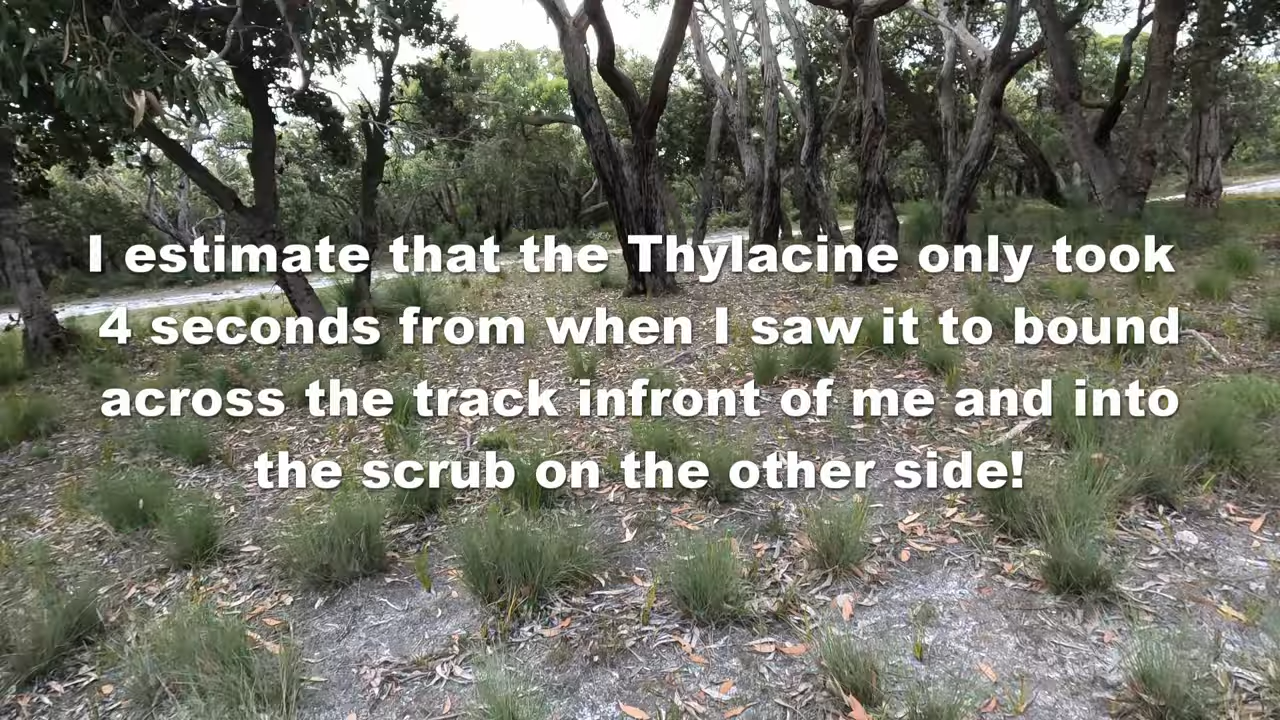 I estimate that the Thylacine only took
4 seconds from when I saw it to bound
across the track infront of me and into
the scrub on the other side!